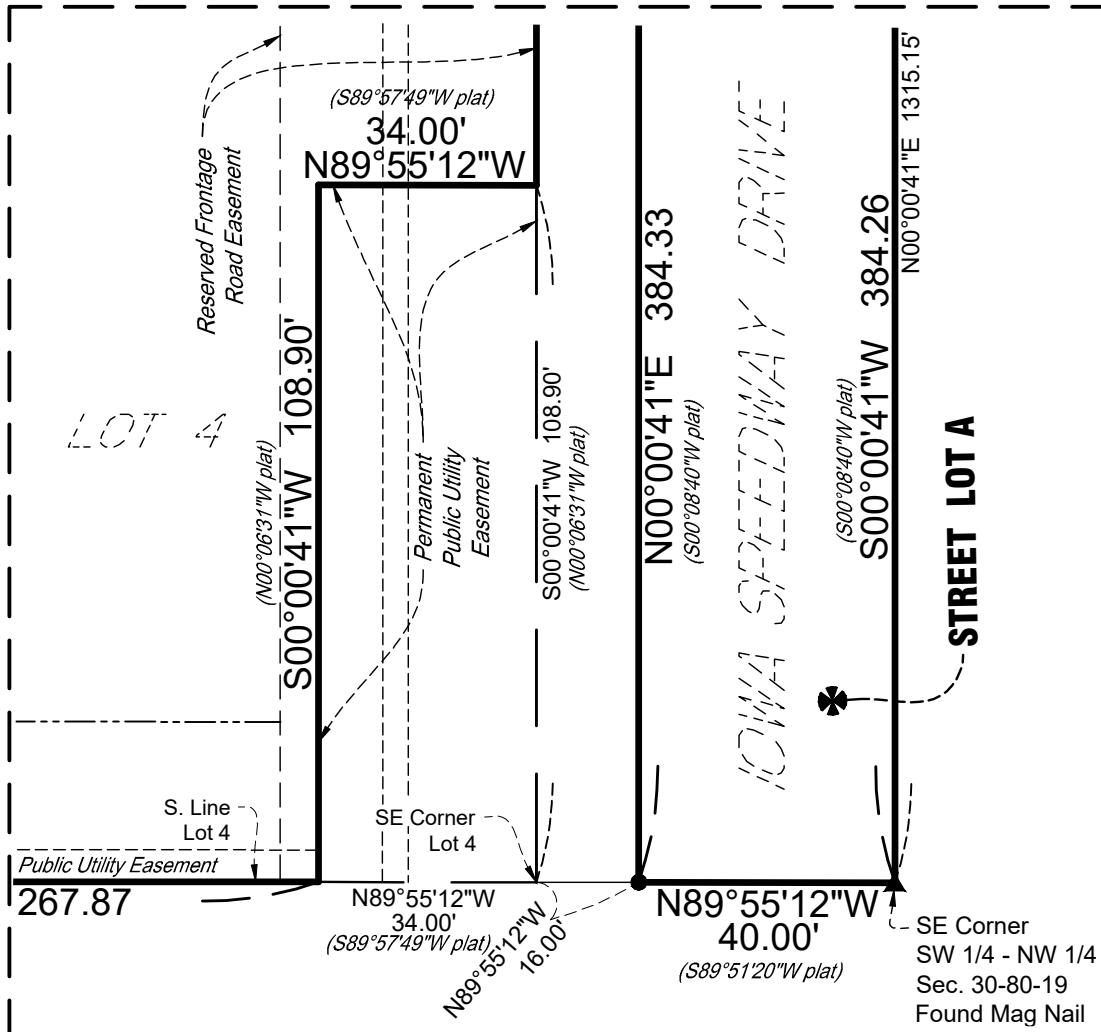 (S89°57'49"W plat)
34.00'
N89°55'12"W
Reserved Frontage
Road Easement
LOT 4
(N00°06'31"W plat)
S00°00'41"W 108.90'
Permanent
Public Utility
Easement
S00°00'41"W 108.90'
(N00°06'31"W plat)
N00°00'41"E 384.33
(S00°08'40"W plat)
IOWA SPEEDWAY DRIVE
(S00°08'40"W plat)
S00°00'41"W 384.26
N00°00'41"E 1315.15'
STREET LOT A
S. Line
Lot 4
Public Utility Easement
267.87
SE Corner
Lot 4
N89°55'12"W
34.00'
(S89°57'49"W plat)
N89°55'12"W
16.00'
N89°55'12"W
40.00'
(S89°51'20"W plat)
SE Corner
SW 1/4 - NW 1/4
Sec. 30-80-19
Found Mag Nail